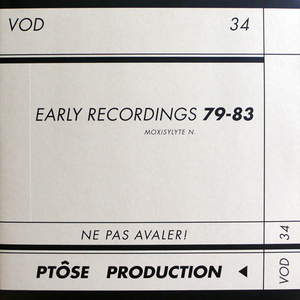 VOD 34
EARLY RECORDINGS 79-83
MOXISYLYTE N.
NE PAS AVALER!
PTÔSE PRODUCTION ◄
VOD 34